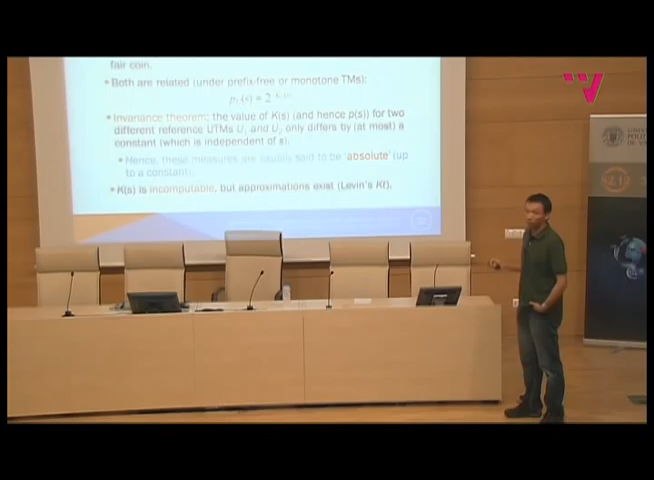 fair coin.
• Both are related (under prefix-free or monotone TMs):
• Invariance theorem: the value of K(s) (and hence p(s)) for two
different reference UTMs U₁ and U₂ only differs by (at most) a
constant (which is independent of s).
• Hence, these measures are usually said to be 'absolute' (up
to a constant).
• K(s) is incomputable, but approximations exist (Levin's Kt).